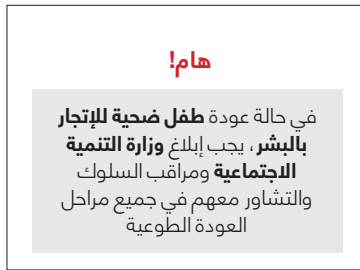 هام!
في حالة عودة طفل ضحية للإتجار
بالبشر، يجب إبلاغ وزارة التنمية
الاجتماعية ومراقب السلوك
والتشاور معهم في جميع مراحل
العودة الطوعية